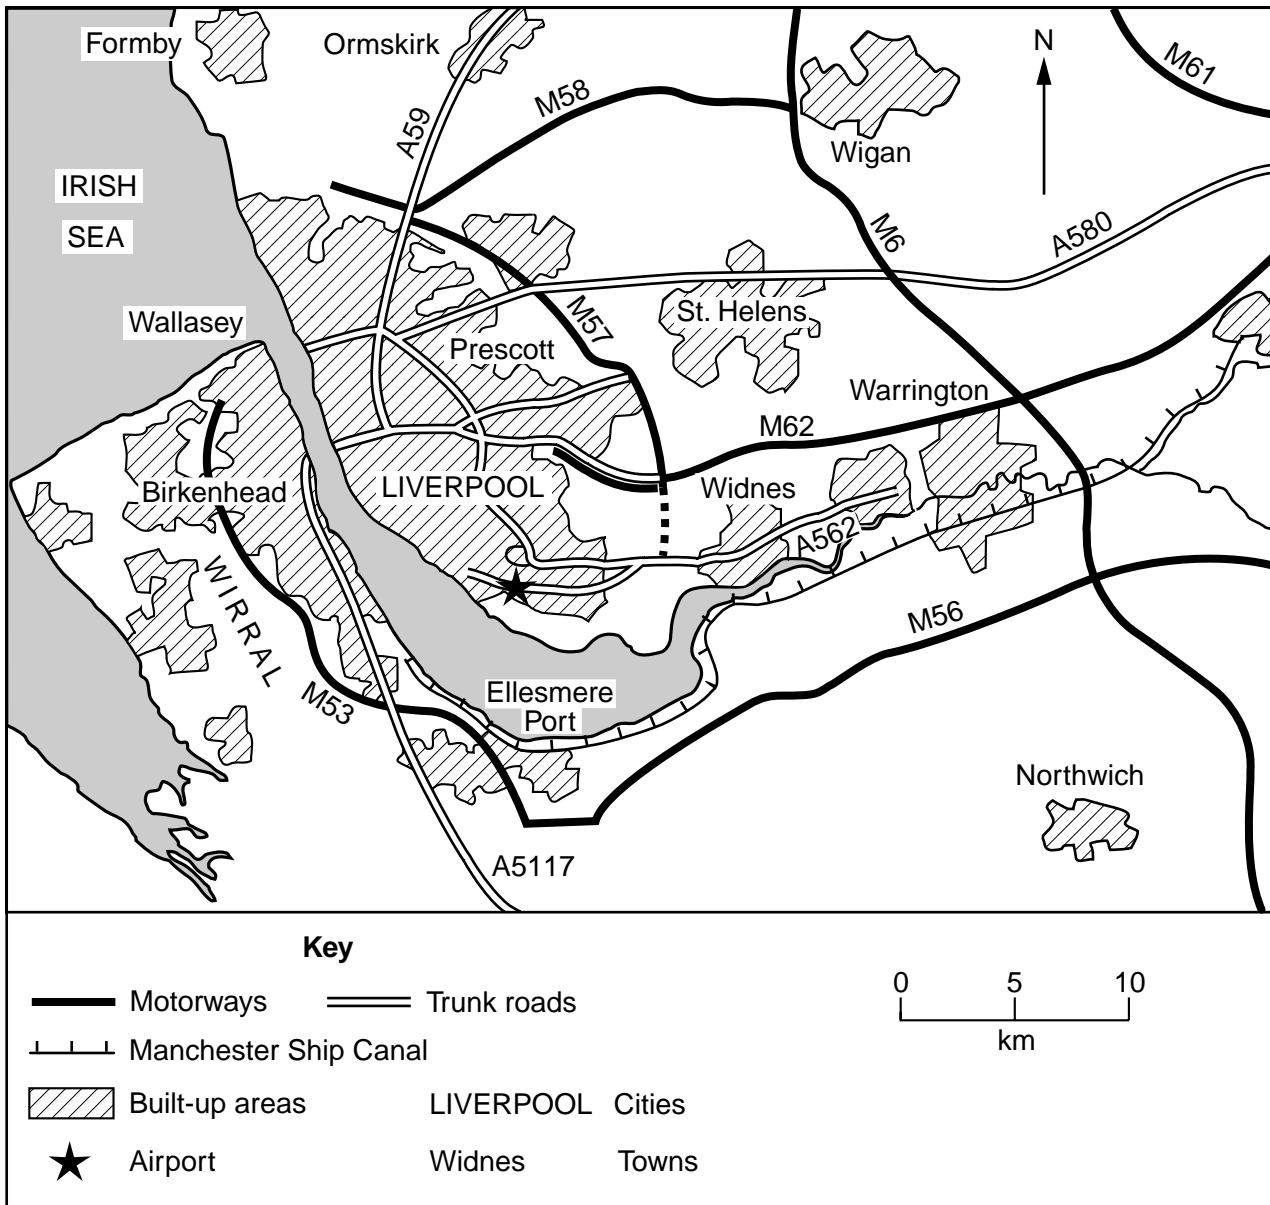 Formby
Ormskirk
N
M61
M58
A59
Wigan
IRISH
SEA
M6
A580
Wallasey
M57
St. Helens
Prescott
Warrington
M62
Birkenhead
LIVERPOOL
Widnes
A562
WIRRAL
M56
M53
Ellesmere
Port
Northwich
A5117
Key
Motorways
Trunk roads
0 5 10
km
Manchester Ship Canal
Built-up areas
LIVERPOOL Cities
Airport
Widnes Towns